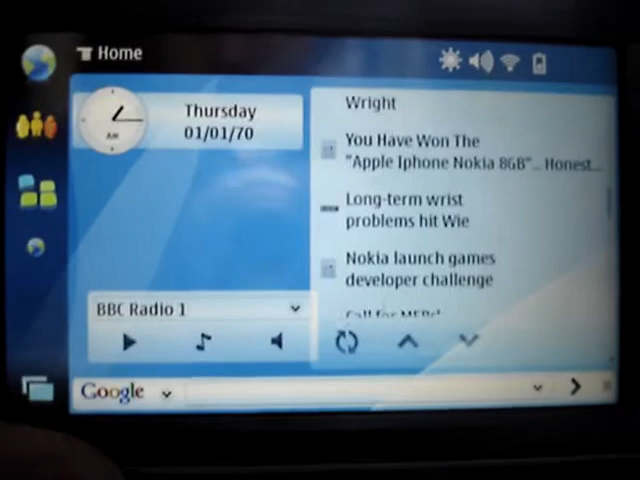 Home
Thursday
01/01/70
AM
Wright
You Have Won The
"Apple Iphone Nokia 8GB"... Honest...
Long-term wrist
problems hit Wie
Nokia launch games
developer challenge
BBC Radio 1
Google